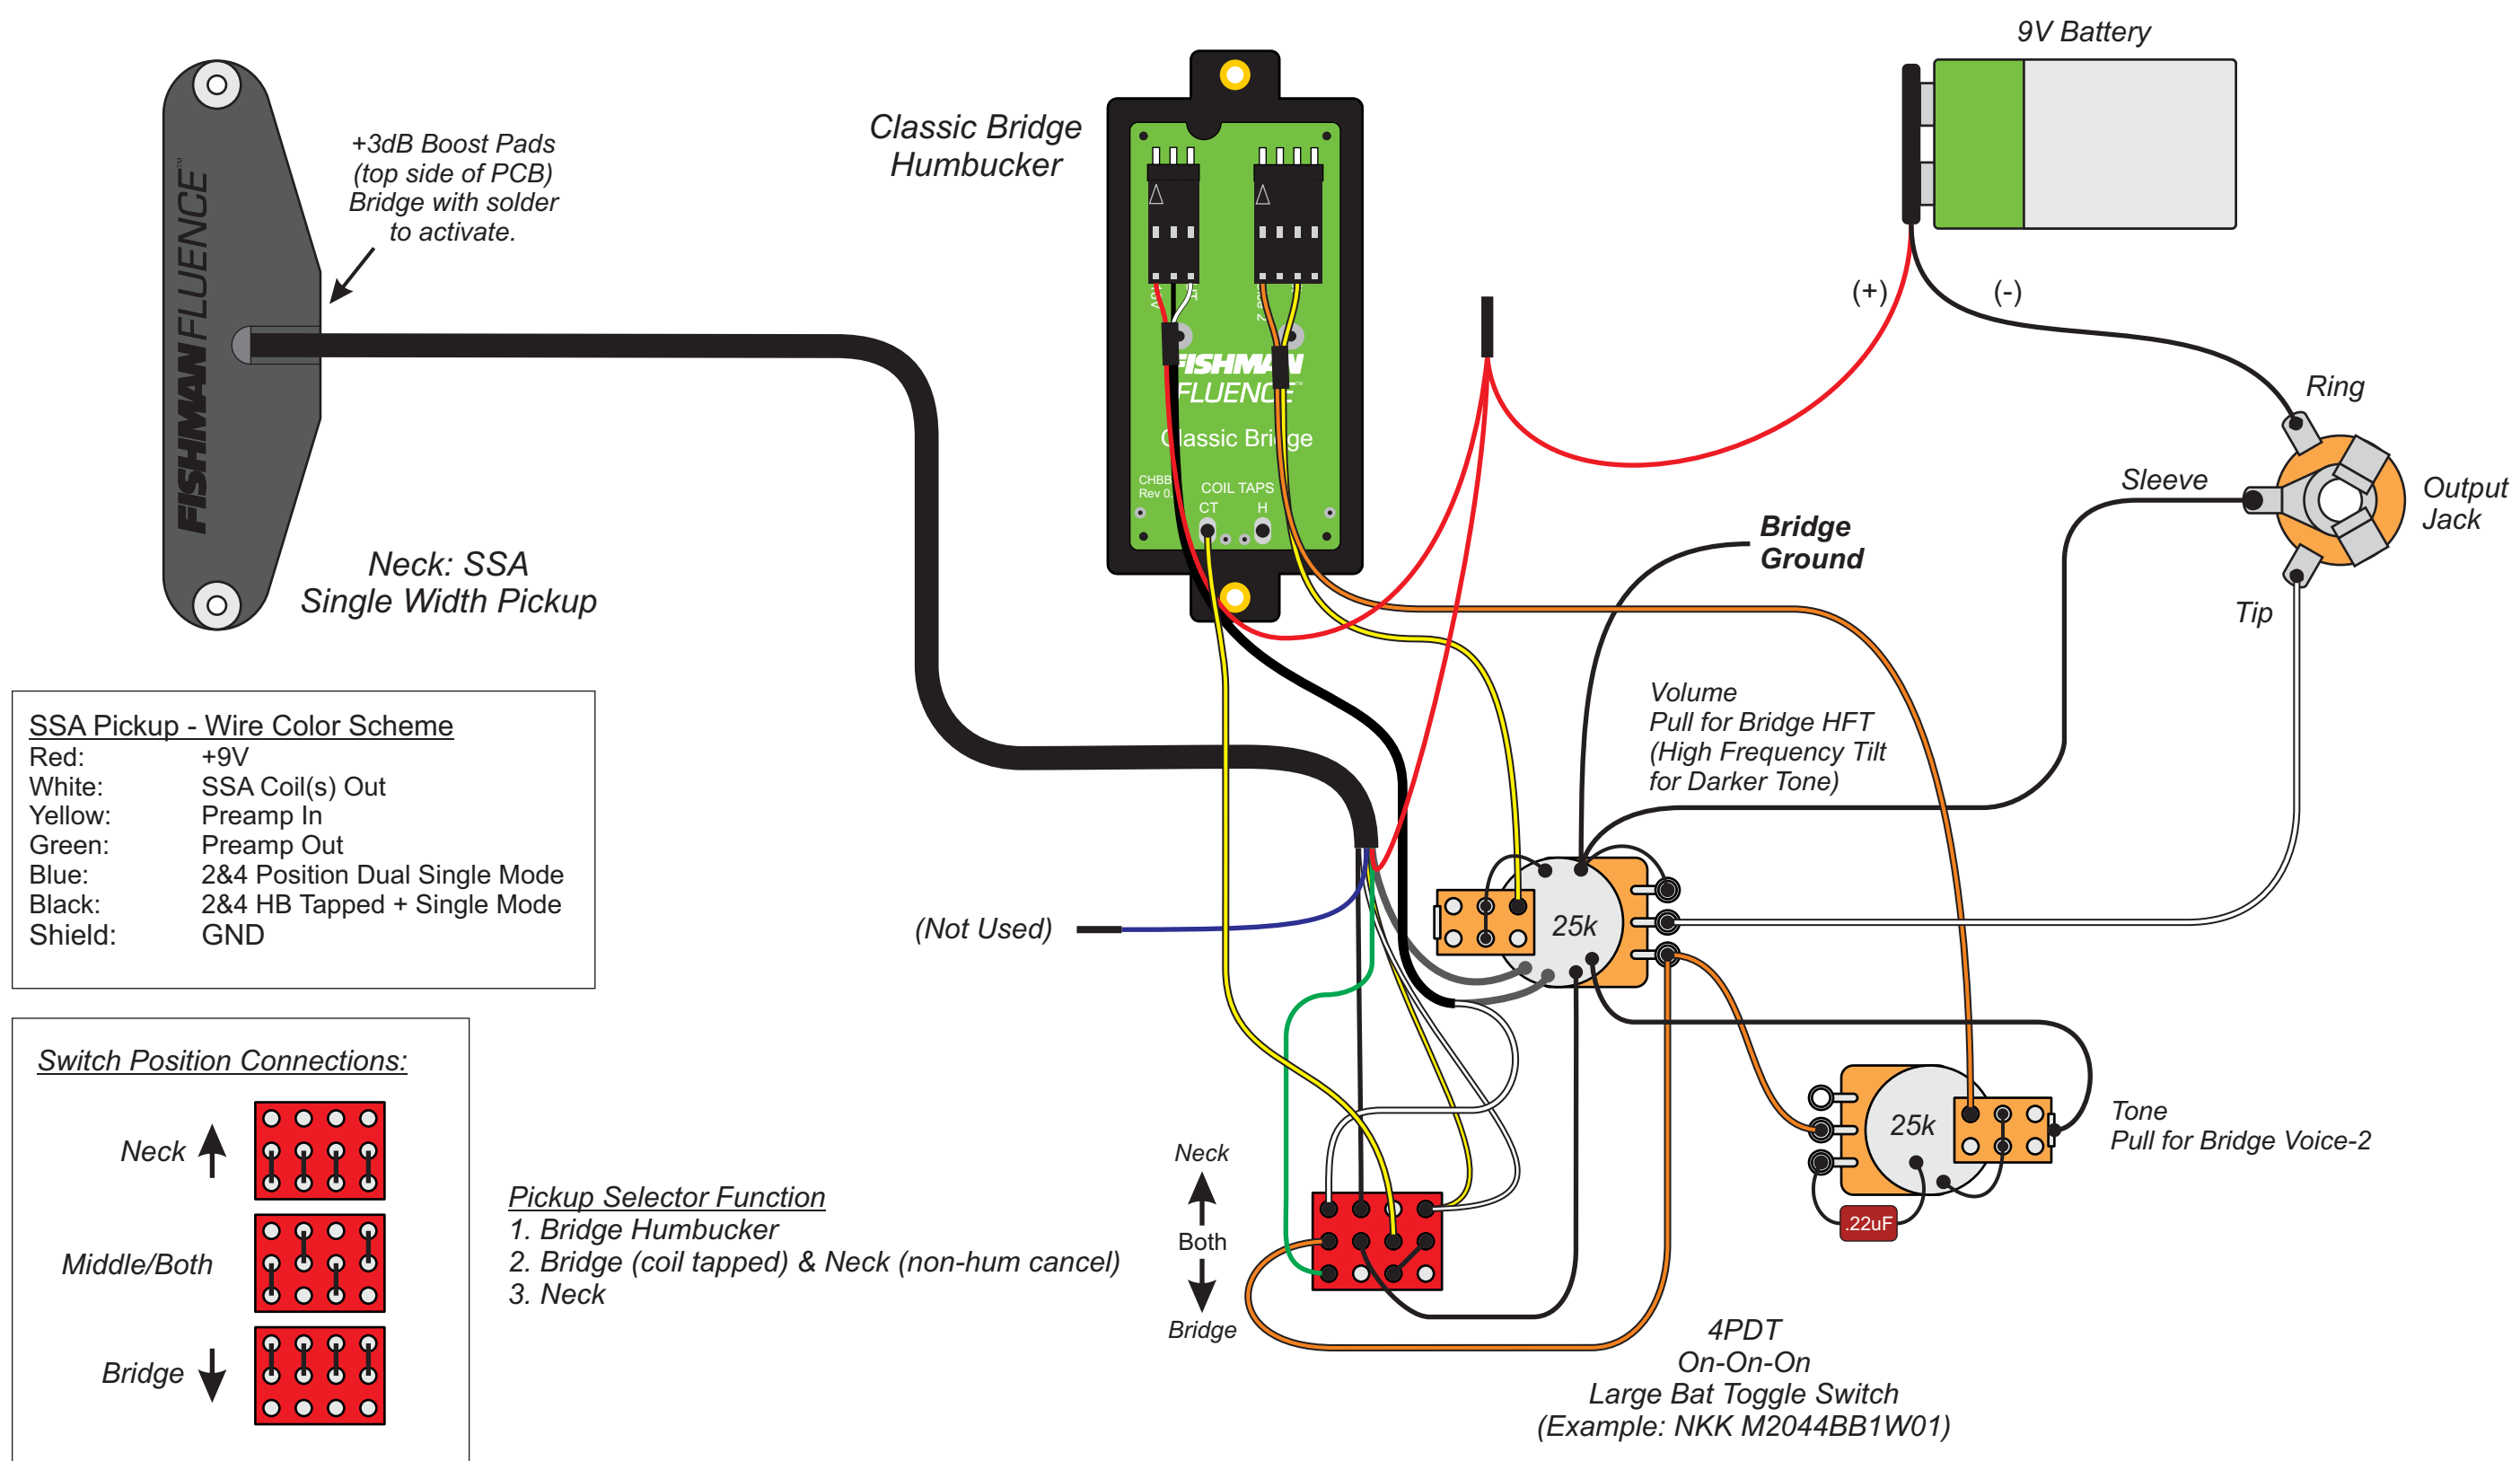 9V Battery
+3dB Boost Pads
(top side of PCB)
Bridge with solder
to activate.
FISHMAN FLUENCE™
Classic Bridge
Humbucker
FISHMAN
FLUENCE™
Classic Bridge
CHBB
Rev 0.
COIL TAPS
CT H
(+)
(-)
Ring
Sleeve
Output
Jack
Tip
Bridge
Ground
Neck: SSA
Single Width Pickup
SSA Pickup - Wire Color Scheme
Red: +9V
White: SSA Coil(s) Out
Yellow: Preamp In
Green: Preamp Out
Blue: 2&4 Position Dual Single Mode
Black: 2&4 HB Tapped + Single Mode
Shield: GND
Volume
Pull for Bridge HFT
(High Frequency Tilt
for Darker Tone)
(Not Used)
25k
25k
.22uF
Tone
Pull for Bridge Voice-2
Switch Position Connections:
Neck
Middle/Both
Bridge
Pickup Selector Function
1. Bridge Humbucker
2. Bridge (coil tapped) & Neck (non-hum cancel)
3. Neck
Neck
Both
Bridge
4PDT
On-On-On
Large Bat Toggle Switch
(Example: NKK M2044BB1W01)